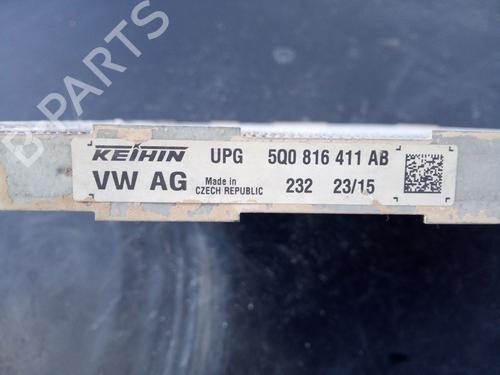 KEIHIN UPG 5Q0 816 411 AB
VW AG Made in CZECH REPUBLIC 232 23/15
B-PARTS